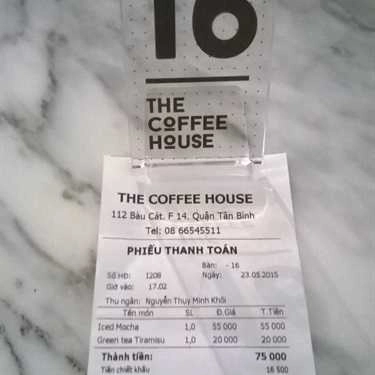 16
THE
COFFEE
HOUSE
THE COFFEE HOUSE
112 Bàu Cát. F 14. Quận Tân Bình
Tel: 08 66545511
PHIẾU THANH TOÁN
Bàn: - 16
Số HĐ: 1208 Ngày: 23.05.2015
Giờ vào: 17.02
Thu ngân: Nguyễn Thụy Minh Khôi
Tên món SL Đ.Giá T.Tiền
Iced Mocha 1,0 55 000 55 000
Green tea Tiramisu 1,0 20 000 20 000
Thành tiền: 75 000
Tiền chiết khấu 16 500